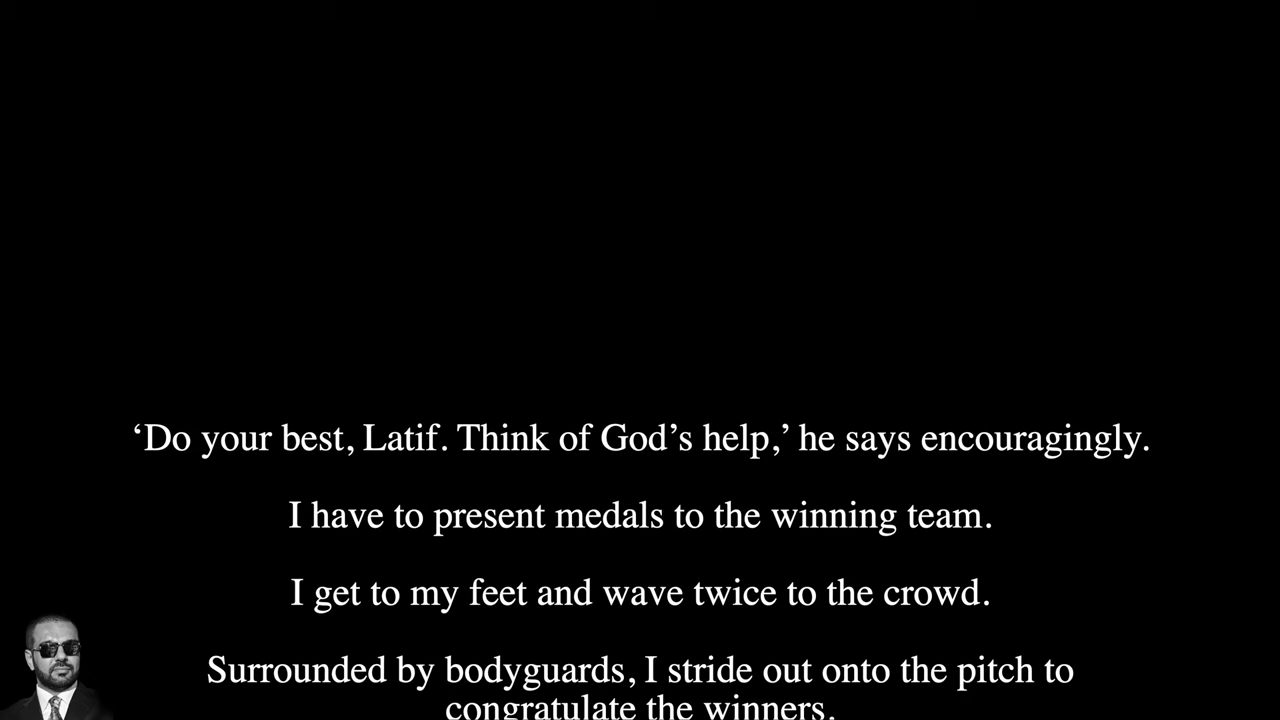 ‘Do your best, Latif. Think of God’s help,’ he says encouragingly.
I have to present medals to the winning team.
I get to my feet and wave twice to the crowd.
Surrounded by bodyguards, I stride out onto the pitch to
congratulate the winners.